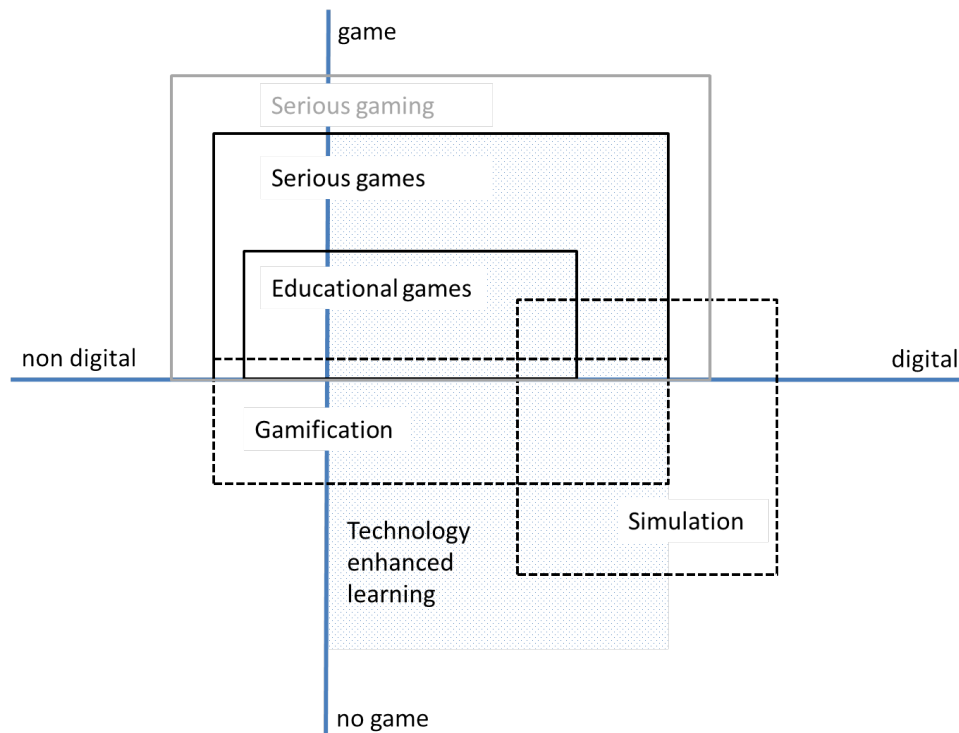 game
Serious gaming
Serious games
Educational games
non digital
digital
Gamification
Simulation
Technology
enhanced
learning
no game